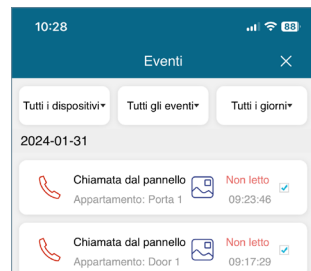 10:28 88
Eventi
Tutti i dispositivi Tutti gli eventi Tutti i giorni
2024-01-31
Chiamata dal pannello Non letto
Appartamento: Porta 1 09:23:46
Chiamata dal pannello Non letto
Appartamento: Door 1 09:17:29